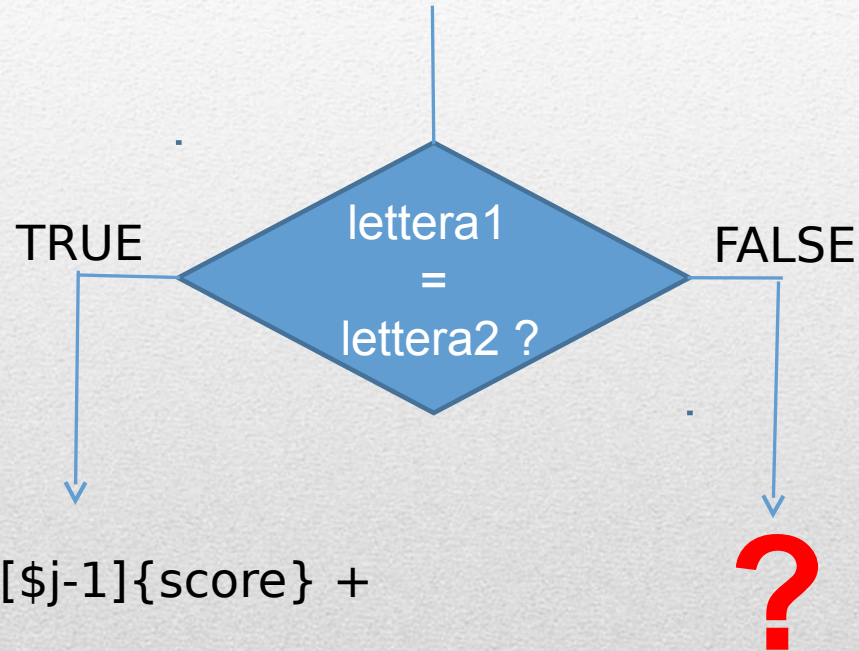 lettera1
=
lettera2 ?
TRUE
FALSE
[$j-1]{score} +
?